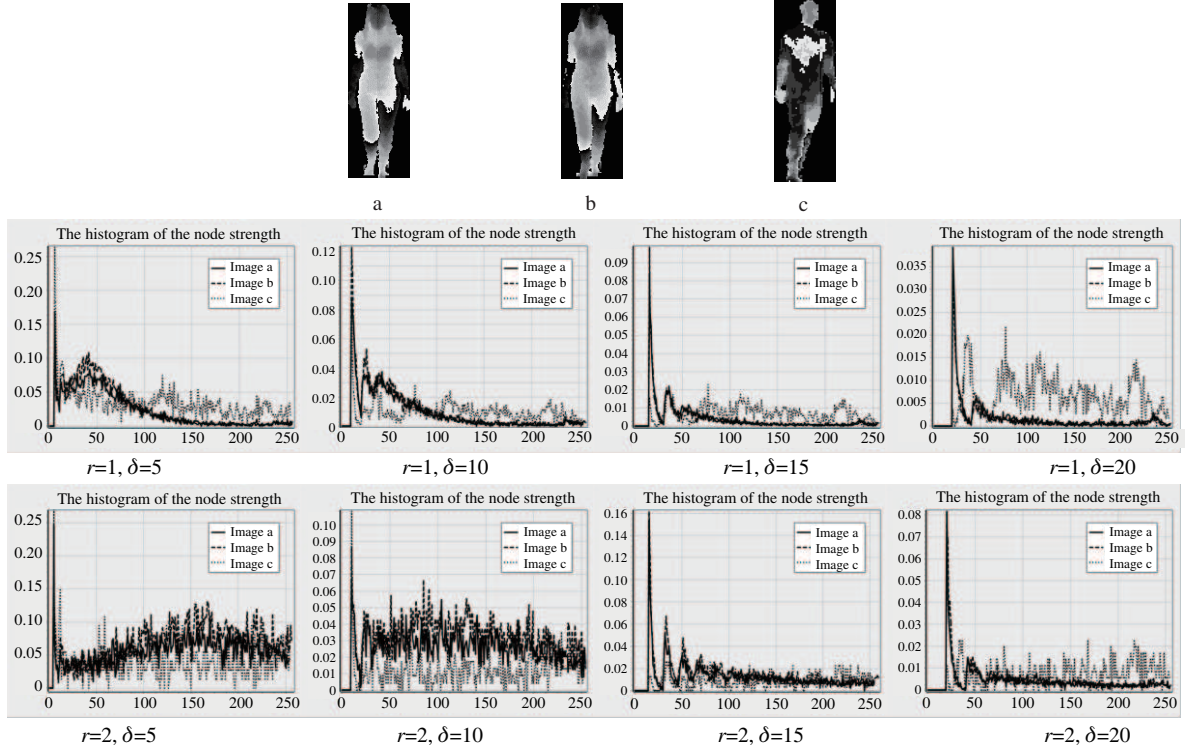 a
b
c
The histogram of the node strength
0.25
0.20
0.15
0.10
0.05
0
0
50
100
150
200
250
Image a
Image b
Image c
r=1, δ=5
The histogram of the node strength
0.12
0.10
0.08
0.06
0.04
0.02
0
0
50
100
150
200
250
Image a
Image b
Image c
r=1, δ=10
The histogram of the node strength
0.09
0.08
0.07
0.06
0.05
0.04
0.03
0.02
0.01
0
0
50
100
150
200
250
Image a
Image b
Image c
r=1, δ=15
The histogram of the node strength
0.035
0.030
0.025
0.020
0.015
0.010
0.005
0
0
50
100
150
200
250
Image a
Image b
Image c
r=1, δ=20
The histogram of the node strength
0.25
0.20
0.15
0.10
0.05
0
0
50
100
150
200
250
Image a
Image b
Image c
r=2, δ=5
The histogram of the node strength
0.10
0.09
0.08
0.07
0.06
0.05
0.04
0.03
0.02
0.01
0
0
50
100
150
200
250
Image a
Image b
Image c
r=2, δ=10
The histogram of the node strength
0.16
0.14
0.12
0.10
0.08
0.06
0.04
0.02
0
0
50
100
150
200
250
Image a
Image b
Image c
r=2, δ=15
The histogram of the node strength
0.08
0.07
0.06
0.05
0.04
0.03
0.02
0.01
0
0
50
100
150
200
250
Image a
Image b
Image c
r=2, δ=20